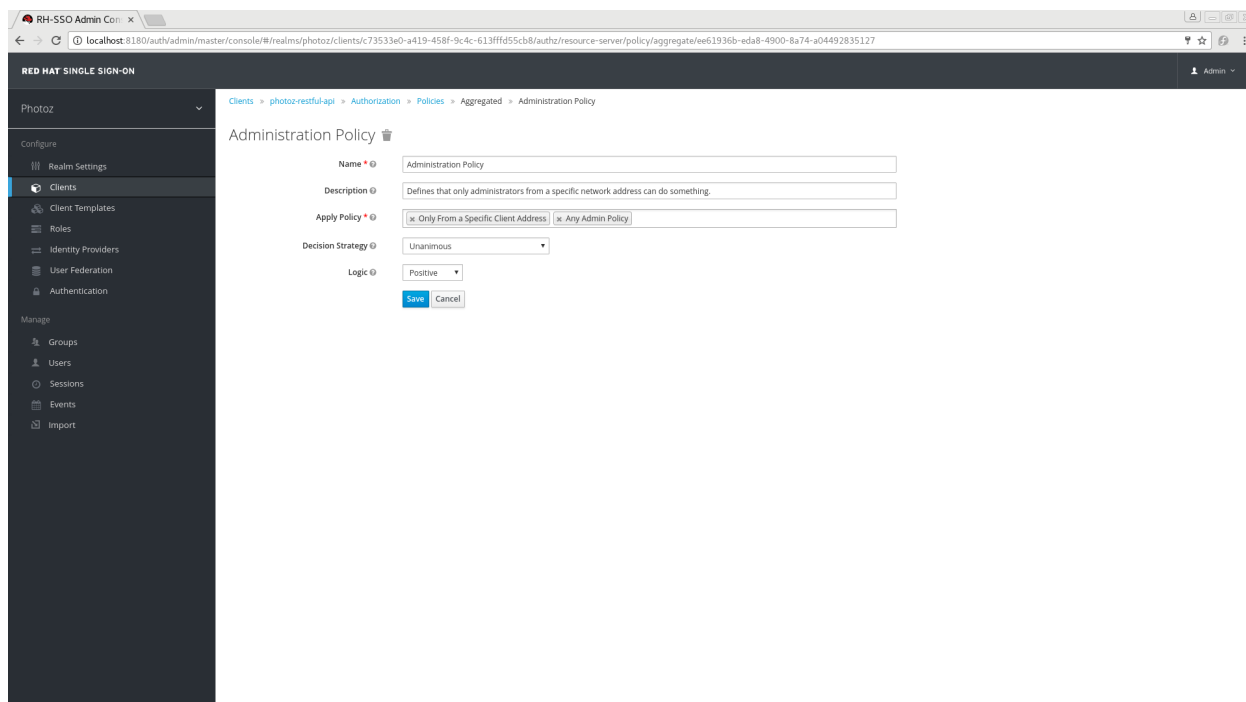 RH-SSO Admin Con
localhost:8180/auth/admin/master/console/#/realms/photoz/clients/c73533e0-a419-458f-9c4c-613fffd55cb8/authz/resource-server/policy/aggregate/ee61936b-eda8-4900-8a74-a04492835127
RED HAT SINGLE SIGN-ON
Admin
Photoz
Clients » photoz-restful-api » Authorization » Policies » Aggregated » Administration Policy
Administration Policy
Configure
Realm Settings
Clients
Client Templates
Roles
Identity Providers
User Federation
Authentication
Manage
Groups
Users
Sessions
Events
Import
Name * Administration Policy
Description Defines that only administrators from a specific network address can do something.
Apply Policy * × Only From a Specific Client Address × Any Admin Policy
Decision Strategy Unanimous
Logic Positive
Save Cancel